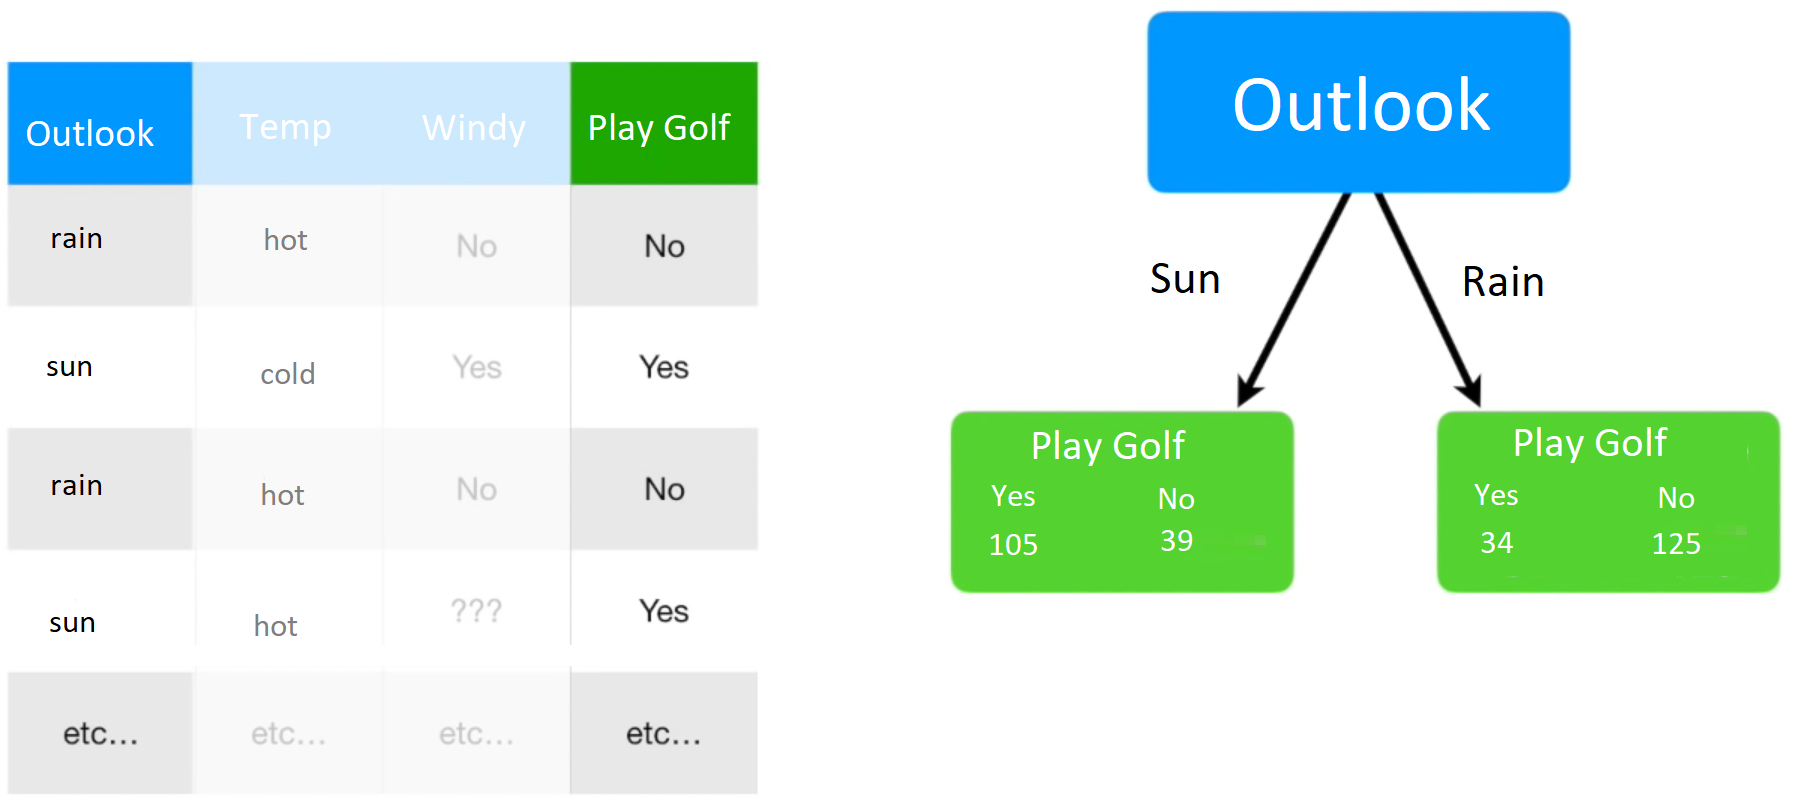 Outlook Temp Windy Play Golf
rain hot No No
sun cold Yes Yes
rain hot No No
sun hot ??? Yes
etc... etc... etc... etc...
Outlook
Sun Rain
Play Golf
Yes No
105 39
Play Golf
Yes No
34 125